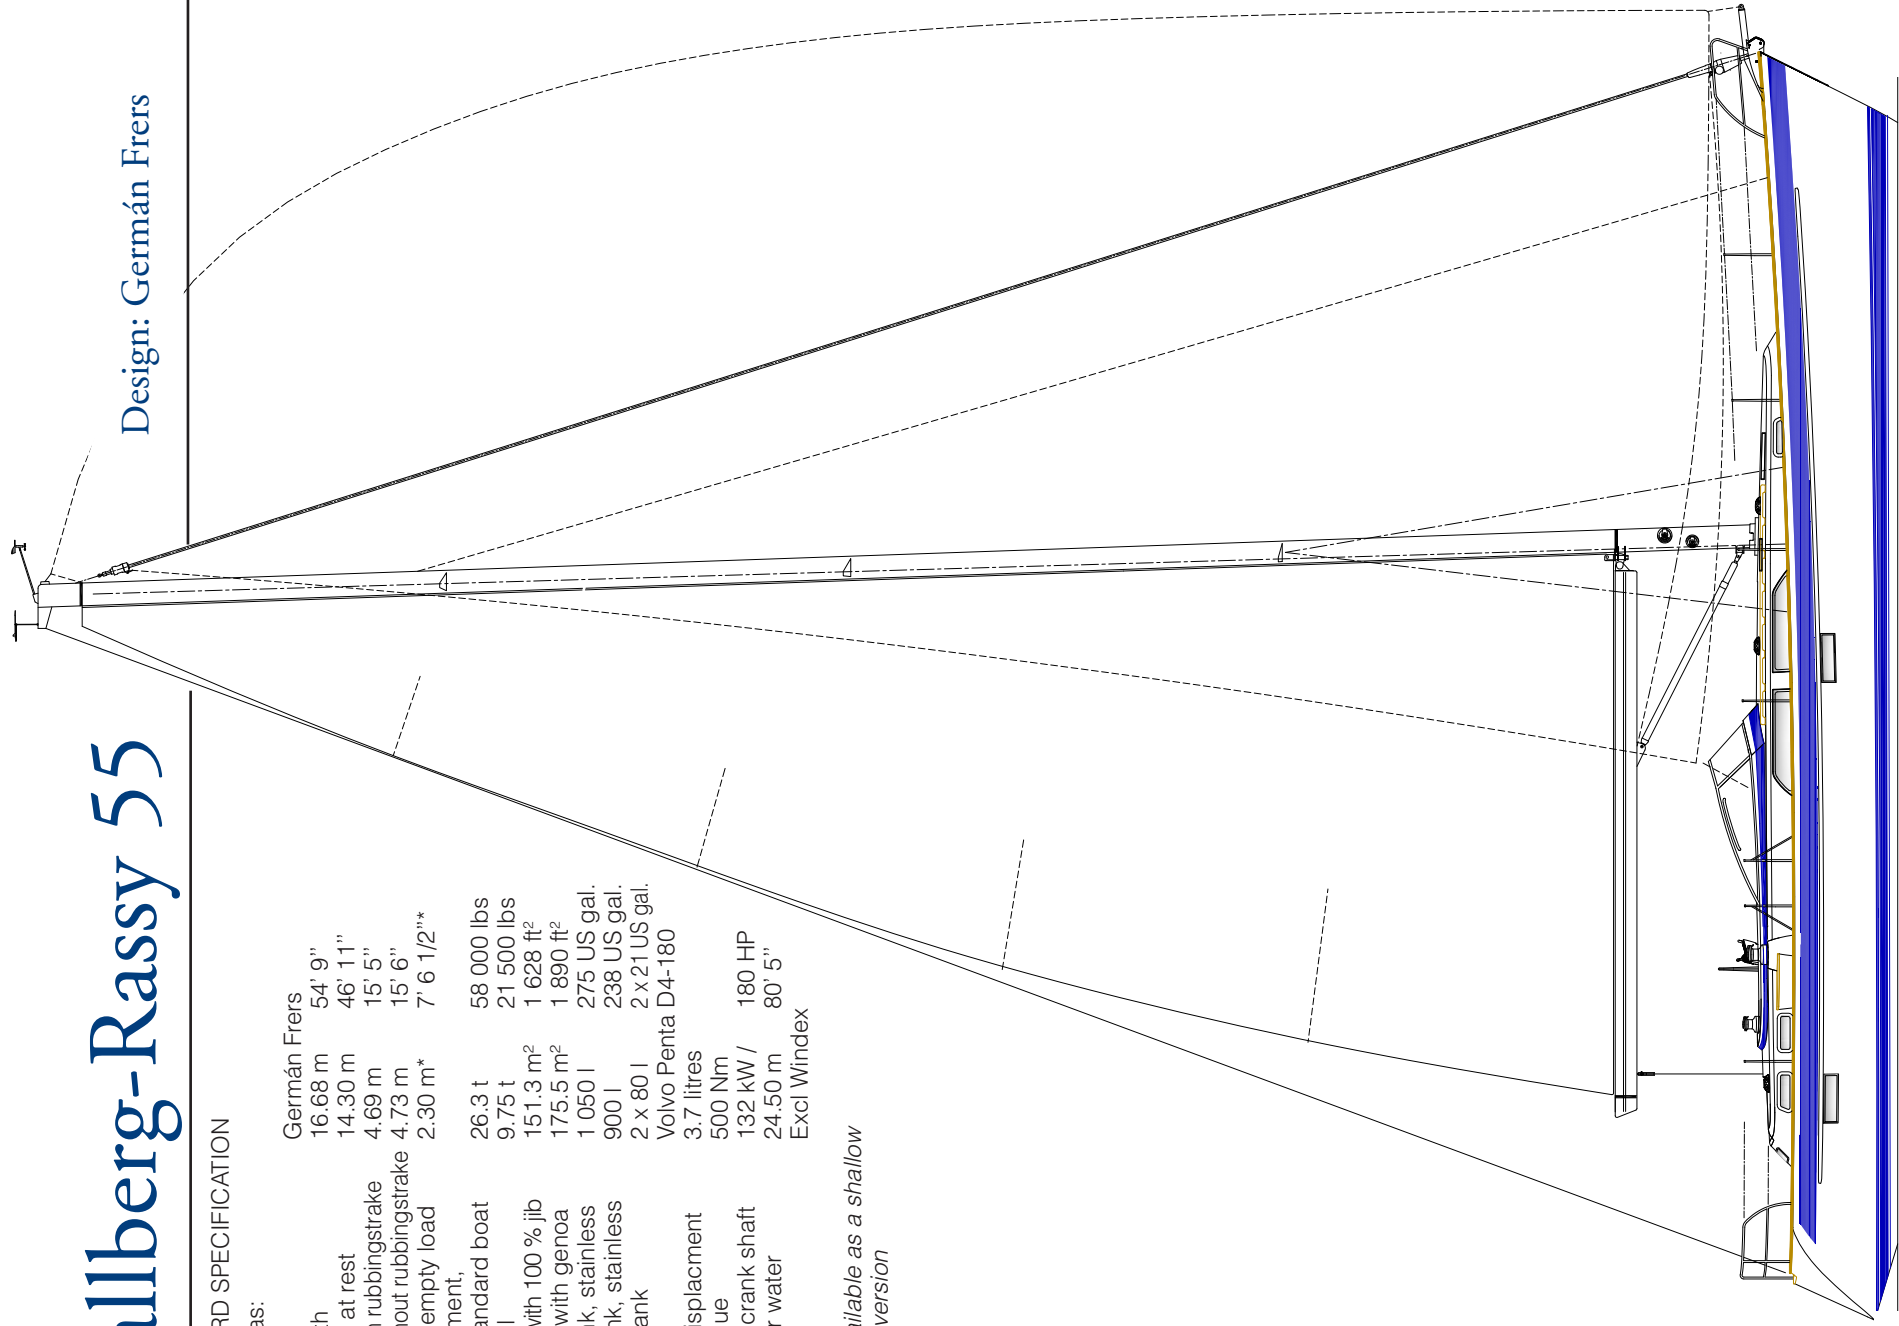 allberg-Rassy 55 Design: Germán Frers
RD SPECIFICATION
as:
Germán Frers
th 16.68 m 54’ 9”
at rest 14.30 m 46’ 11”
rubbingstrake 4.69 m 15’ 5”
out rubbingstrake 4.73 m 15’ 6”
empty load 2.30 m* 7’ 6 1/2”*
ment,
andard boat 26.3 t 58 000 lbs
l 9.75 t 21 500 lbs
with 100 % jib 151.3 m² 1 628 ft²
with genoa 175.5 m² 1 890 ft²
nk, stainless 1 050 l 275 US gal.
nk, stainless 900 l 238 US gal.
ank 2 x 80 l 2 x 21 US gal.
Volvo Penta D4-180
isplacment 3.7 litres
ue 500 Nm
crank shaft 132 kW / 180 HP
r water 24.50 m 80’ 5”
Excl Windex
ailable as a shallow
version